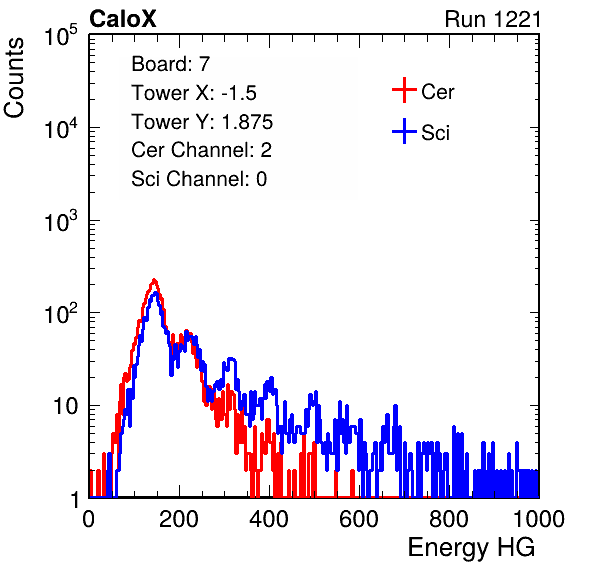 CaloX Run 1221
Counts
Board: 7
Tower X: -1.5
Tower Y: 1.875
Cer Channel: 2
Sci Channel: 0
Cer
Sci
10^5
10^4
10^3
10^2
10
1
0 200 400 600 800 1000
Energy HG